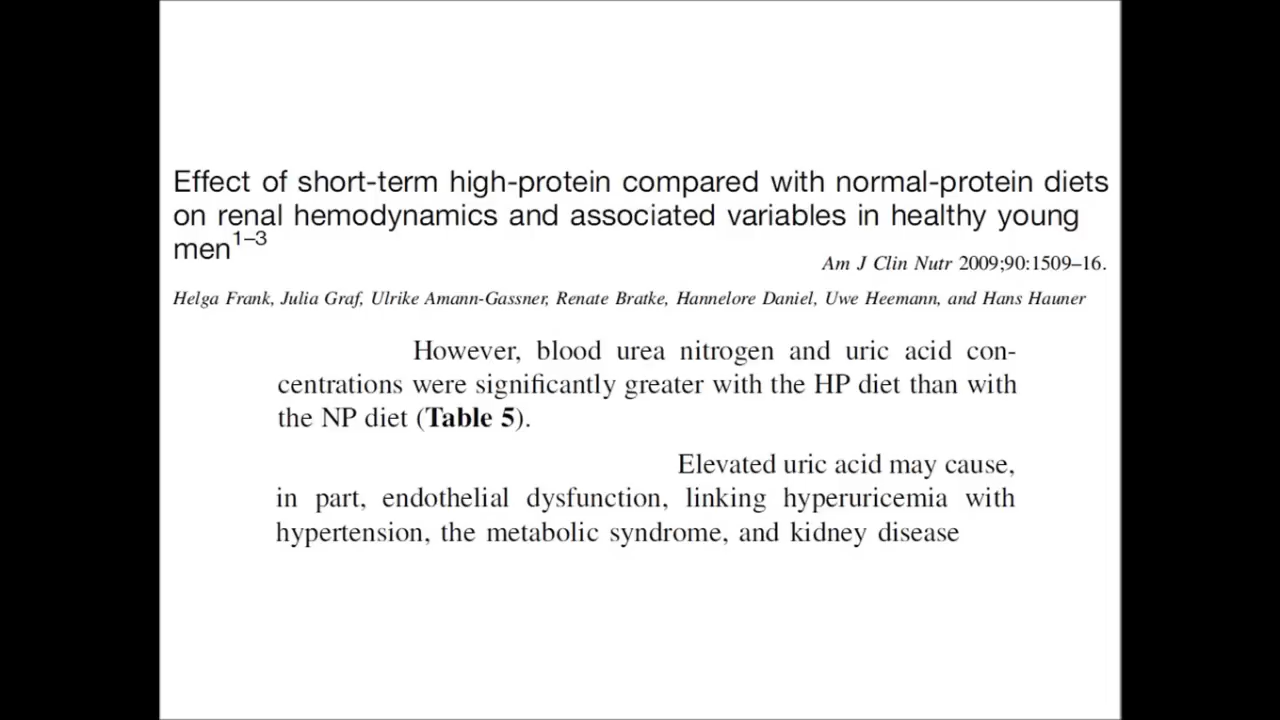 Effect of short-term high-protein compared with normal-protein diets
on renal hemodynamics and associated variables in healthy young
men1–3
Am J Clin Nutr 2009;90:1509–16.
Helga Frank, Julia Graf, Ulrike Amann-Gassner, Renate Bratke, Hannelore Daniel, Uwe Heemann, and Hans Hauner
However, blood urea nitrogen and uric acid con-
centrations were significantly greater with the HP diet than with
the NP diet (Table 5).
Elevated uric acid may cause,
in part, endothelial dysfunction, linking hyperuricemia with
hypertension, the metabolic syndrome, and kidney disease